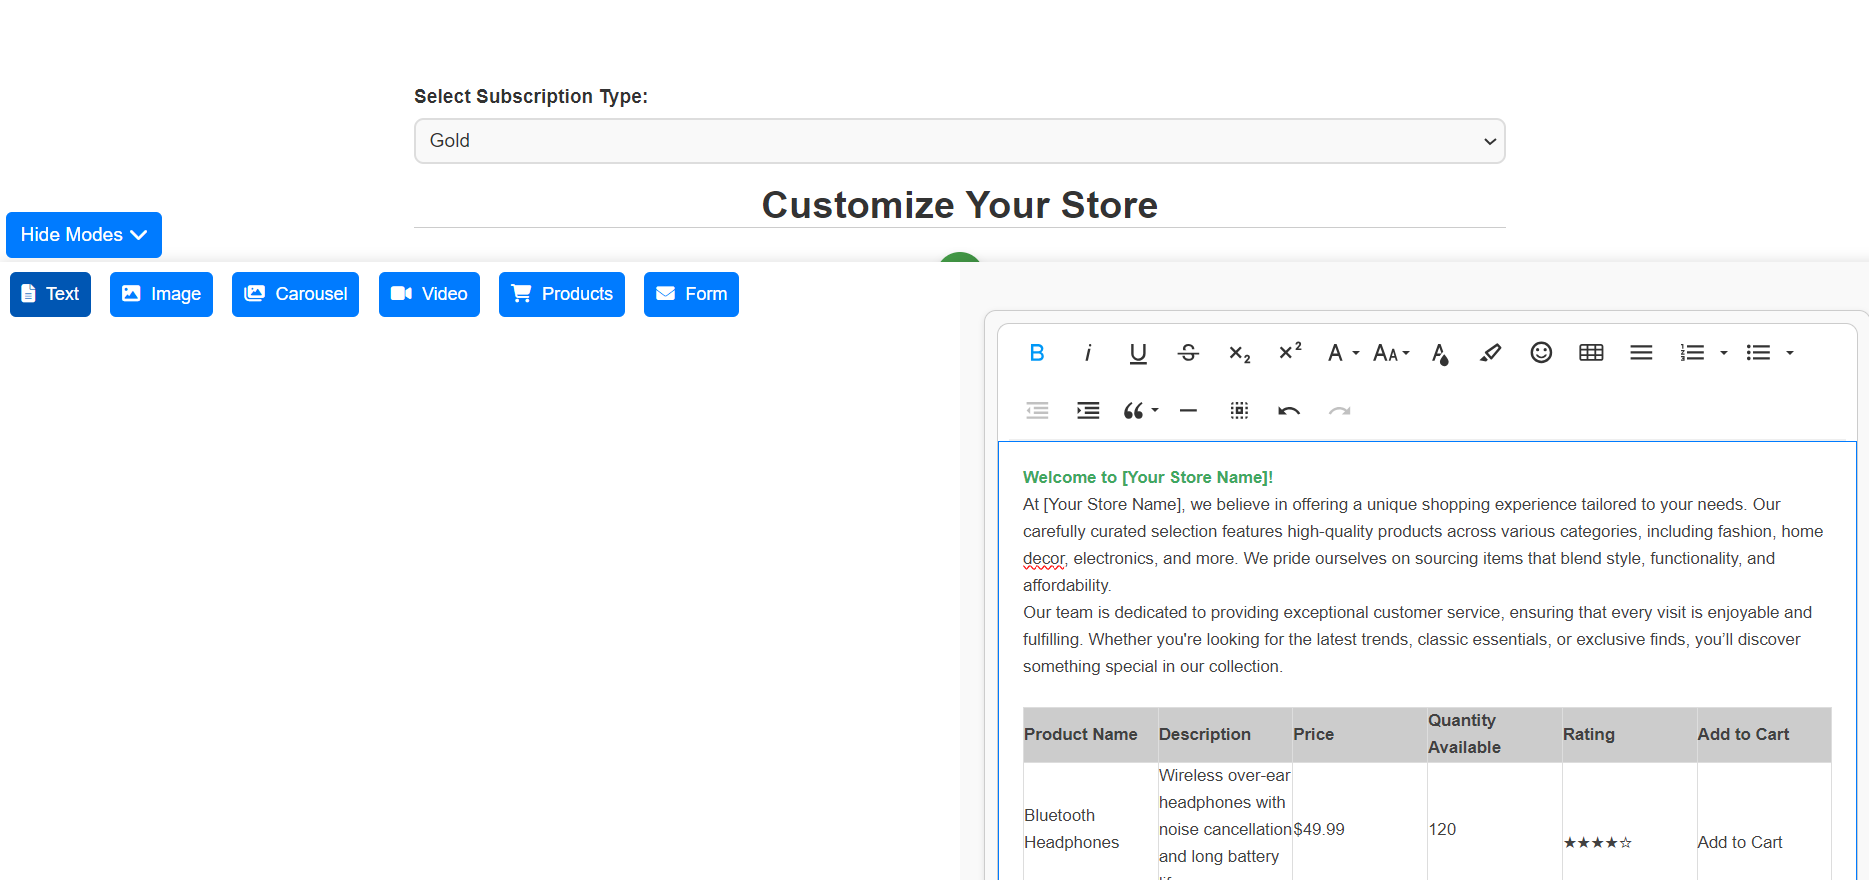 Select Subscription Type:
Gold
Customize Your Store
Hide Modes
Text Image Carousel Video Products Form
B i U S x₂ x² A AA A
Welcome to [Your Store Name]!
At [Your Store Name], we believe in offering a unique shopping experience tailored to your needs. Our
carefully curated selection features high-quality products across various categories, including fashion, home
decor, electronics, and more. We pride ourselves on sourcing items that blend style, functionality, and
affordability.
Our team is dedicated to providing exceptional customer service, ensuring that every visit is enjoyable and
fulfilling. Whether you're looking for the latest trends, classic essentials, or exclusive finds, you’ll discover
something special in our collection.
Product Name Description Price Quantity Available Rating Add to Cart
Bluetooth
Headphones
Wireless over-ear
headphones with
noise cancellation
and long battery
$49.99
120
★★★★☆
Add to Cart